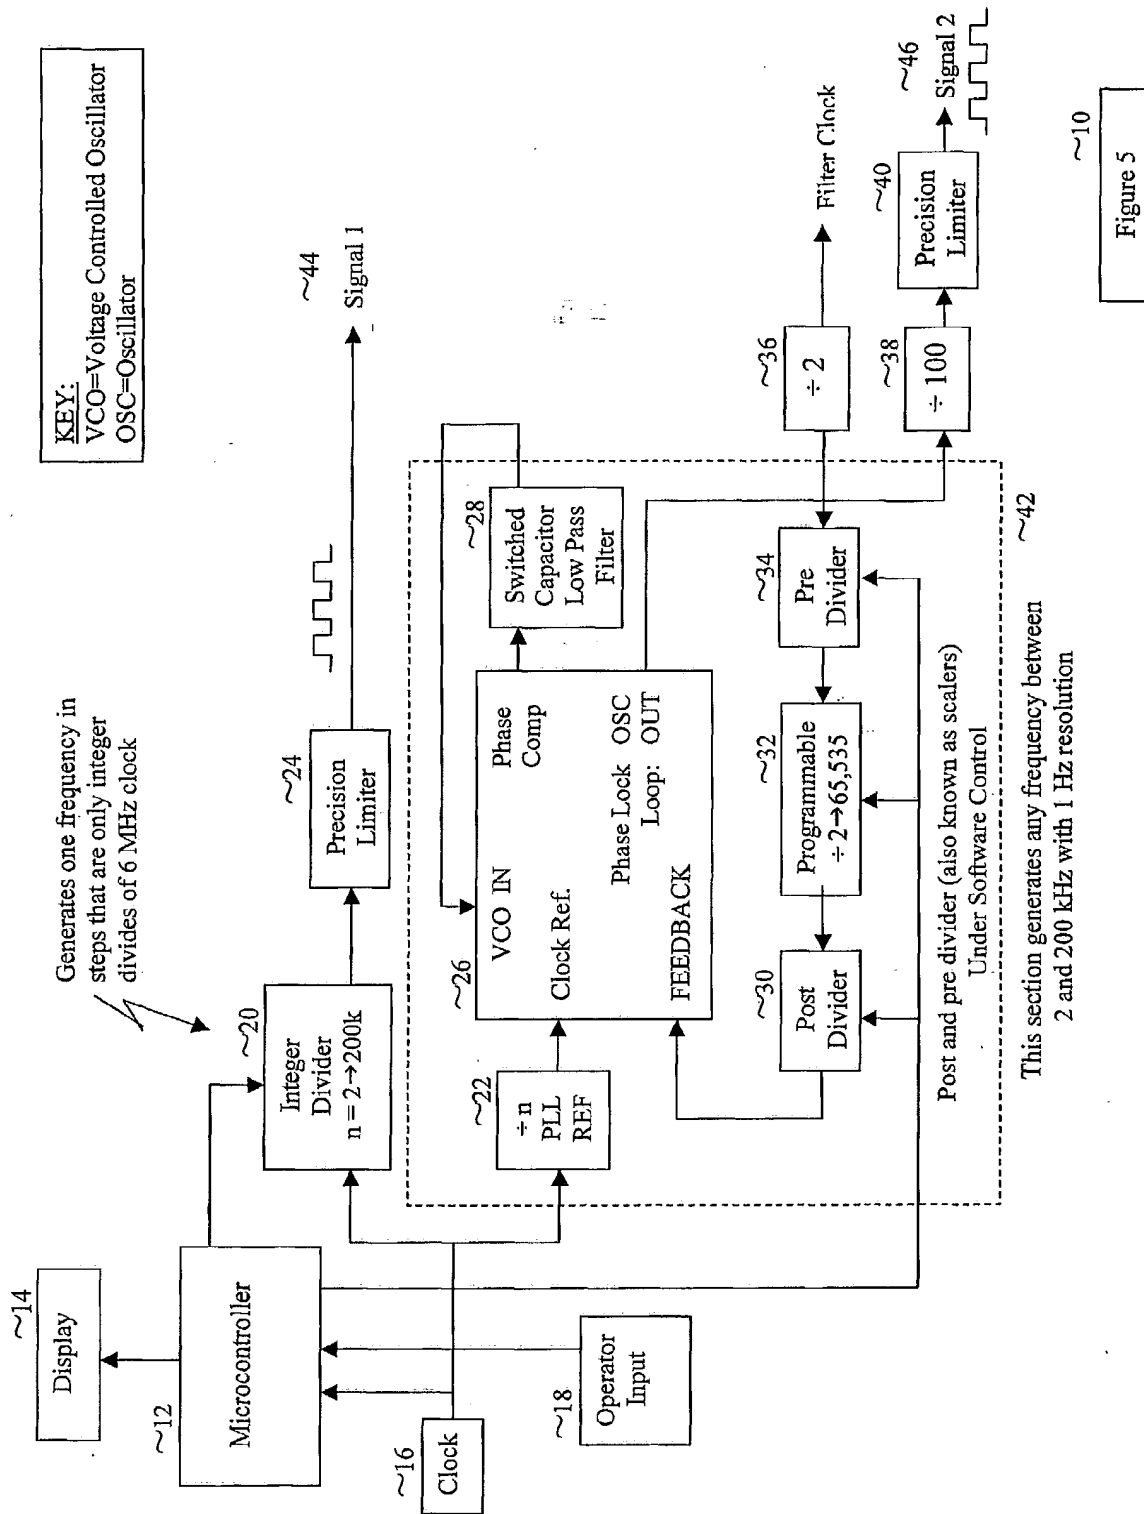 KEY:
VCO=Voltage Controlled Oscillator
OSC=Oscillator
Generates one frequency in
steps that are only integer
divides of 6 MHz clock
~14
Display
~12
Microcontroller
~16
Clock
~18
Operator
Input
~20
Integer
Divider
n = 2→200k
~24
Precision
Limiter
~44
Signal 1
~22
÷ n
PLL
REF
~26
VCO IN
Phase
Comp
Clock Ref.
Phase Lock OSC
Loop: OUT
FEEDBACK
~28
Switched
Capacitor
Low Pass
Filter
~30
Post
Divider
~32
Programmable
÷ 2→65,535
~34
Pre
Divider
~36
÷ 2
Filter Clock
~38
÷ 100
~40
Precision
Limiter
~46
Signal 2
Post and pre divider (also known as scalers)
Under Software Control
~42
This section generates any frequency between
2 and 200 kHz with 1 Hz resolution
~10
Figure 5